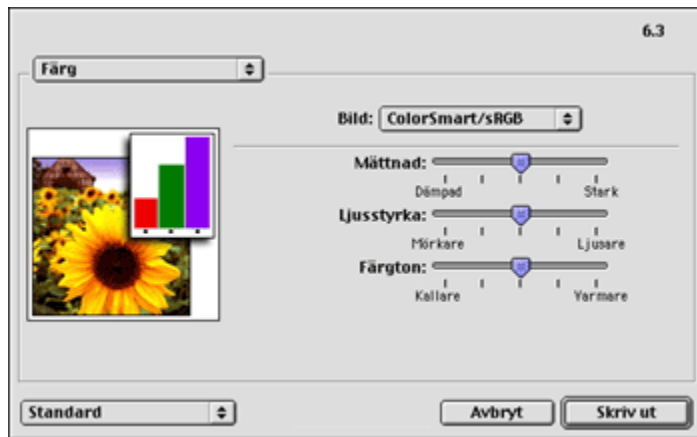 6.3
Färg
Bild: ColorSmart/sRGB
Mättnad:
Dämpad Stark
Ljusstyrka:
Mörkare Ljusare
Färgton:
Kallare Varmare
Standard Avbryt Skriv ut